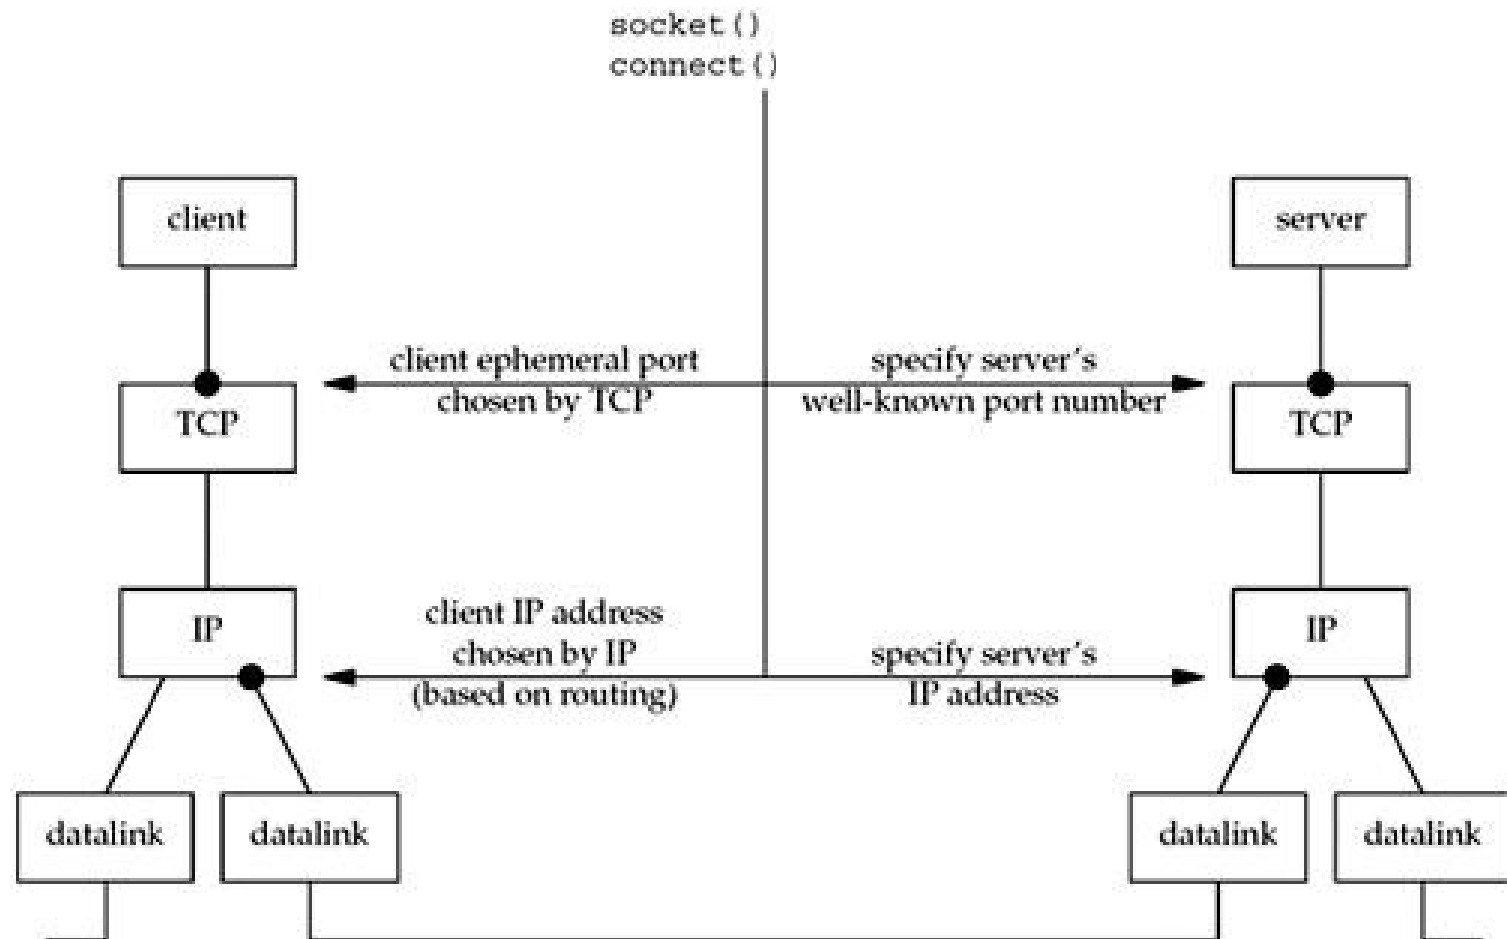 socket()
connect()
client
server
client ephemeral port
chosen by TCP
specify server's
well-known port number
TCP
TCP
client IP address
chosen by IP
(based on routing)
specify server's
IP address
IP
IP
datalink
datalink
datalink
datalink